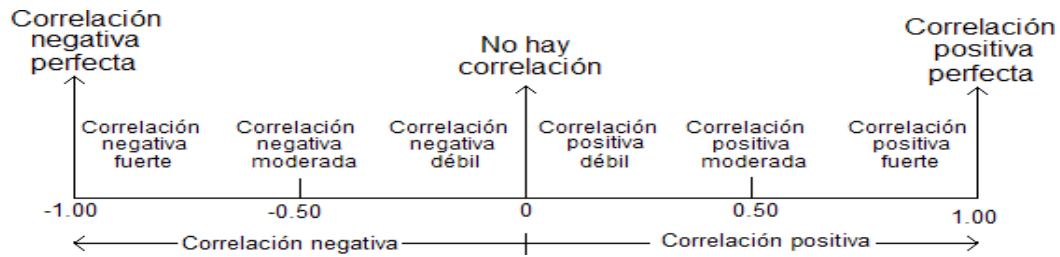 Correlación
negativa
perfecta
No hay
correlación
Correlación
positiva
perfecta
Correlación
negativa
fuerte
Correlación
negativa
moderada
Correlación
negativa
débil
Correlación
positiva
débil
Correlación
positiva
moderada
Correlación
positiva
fuerte
-1.00
-0.50
0
0.50
1.00
Correlación negativa
Correlación positiva